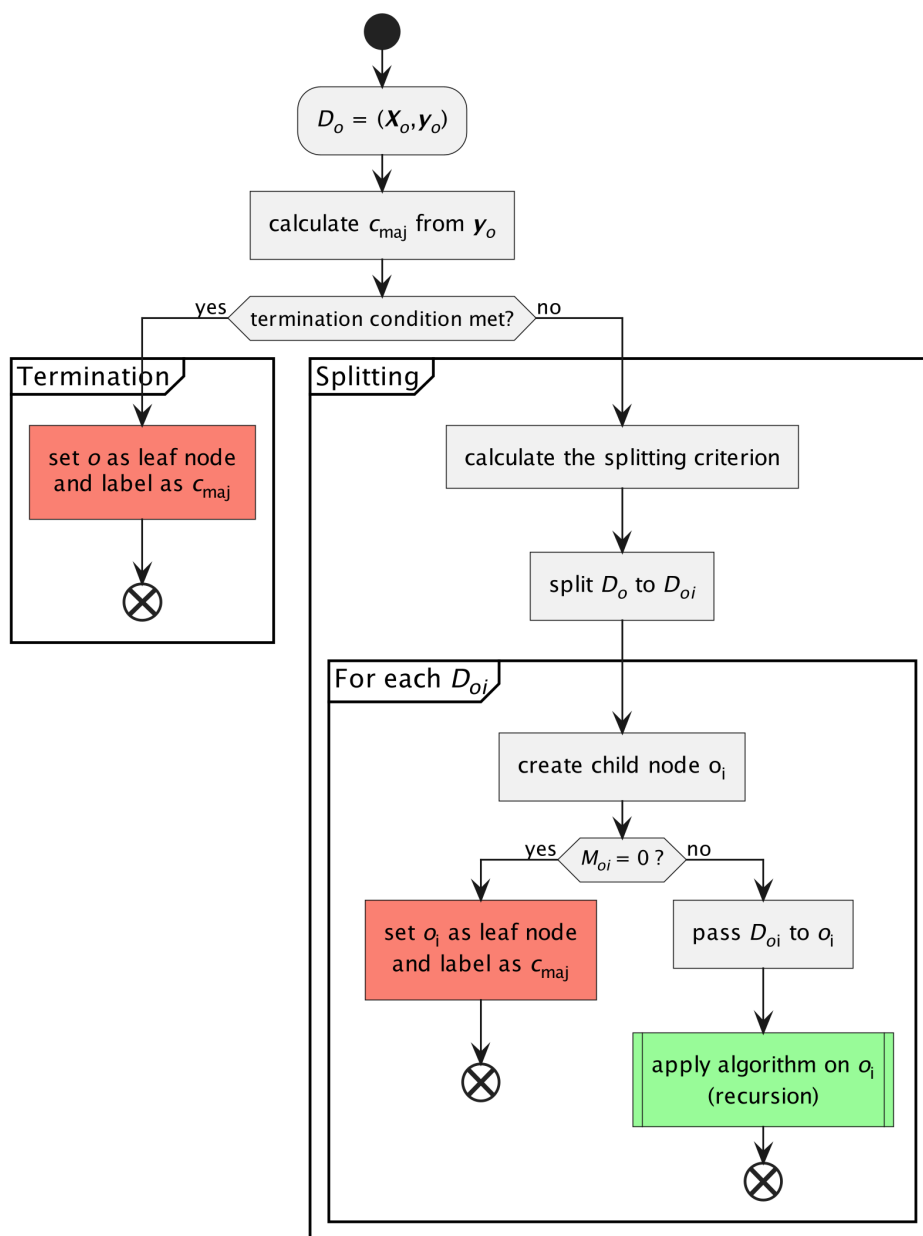 D_o = (X_o,y_o)
calculate c_maj from y_o
yes
termination condition met?
no
Termination
Splitting
set o as leaf node
and label as c_maj
calculate the splitting criterion
split D_o to D_oi
For each D_oi
create child node o_i
yes
M_oi = 0 ?
no
set o_i as leaf node
and label as c_maj
pass D_oi to o_i
apply algorithm on o_i
(recursion)